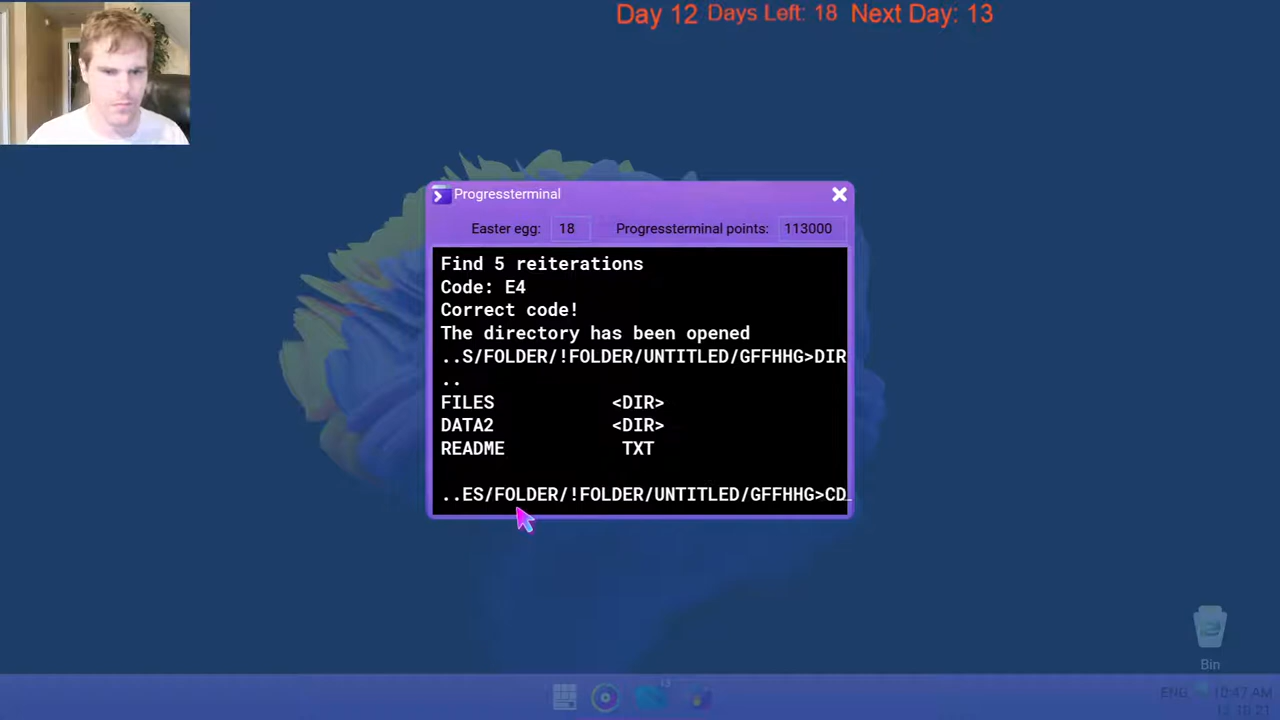 Day 12 Days Left: 18 Next Day: 13
Progressterminal
Easter egg: 18 Progressterminal points: 113000
Find 5 reiterations
Code: E4
Correct code!
The directory has been opened
..S/FOLDER/!FOLDER/UNTITLED/GFFHHG>DIR
..
FILES <DIR>
DATA2 <DIR>
README TXT
..ES/FOLDER/!FOLDER/UNTITLED/GFFHHG>CD_
Bin
ENG 10:47 AM